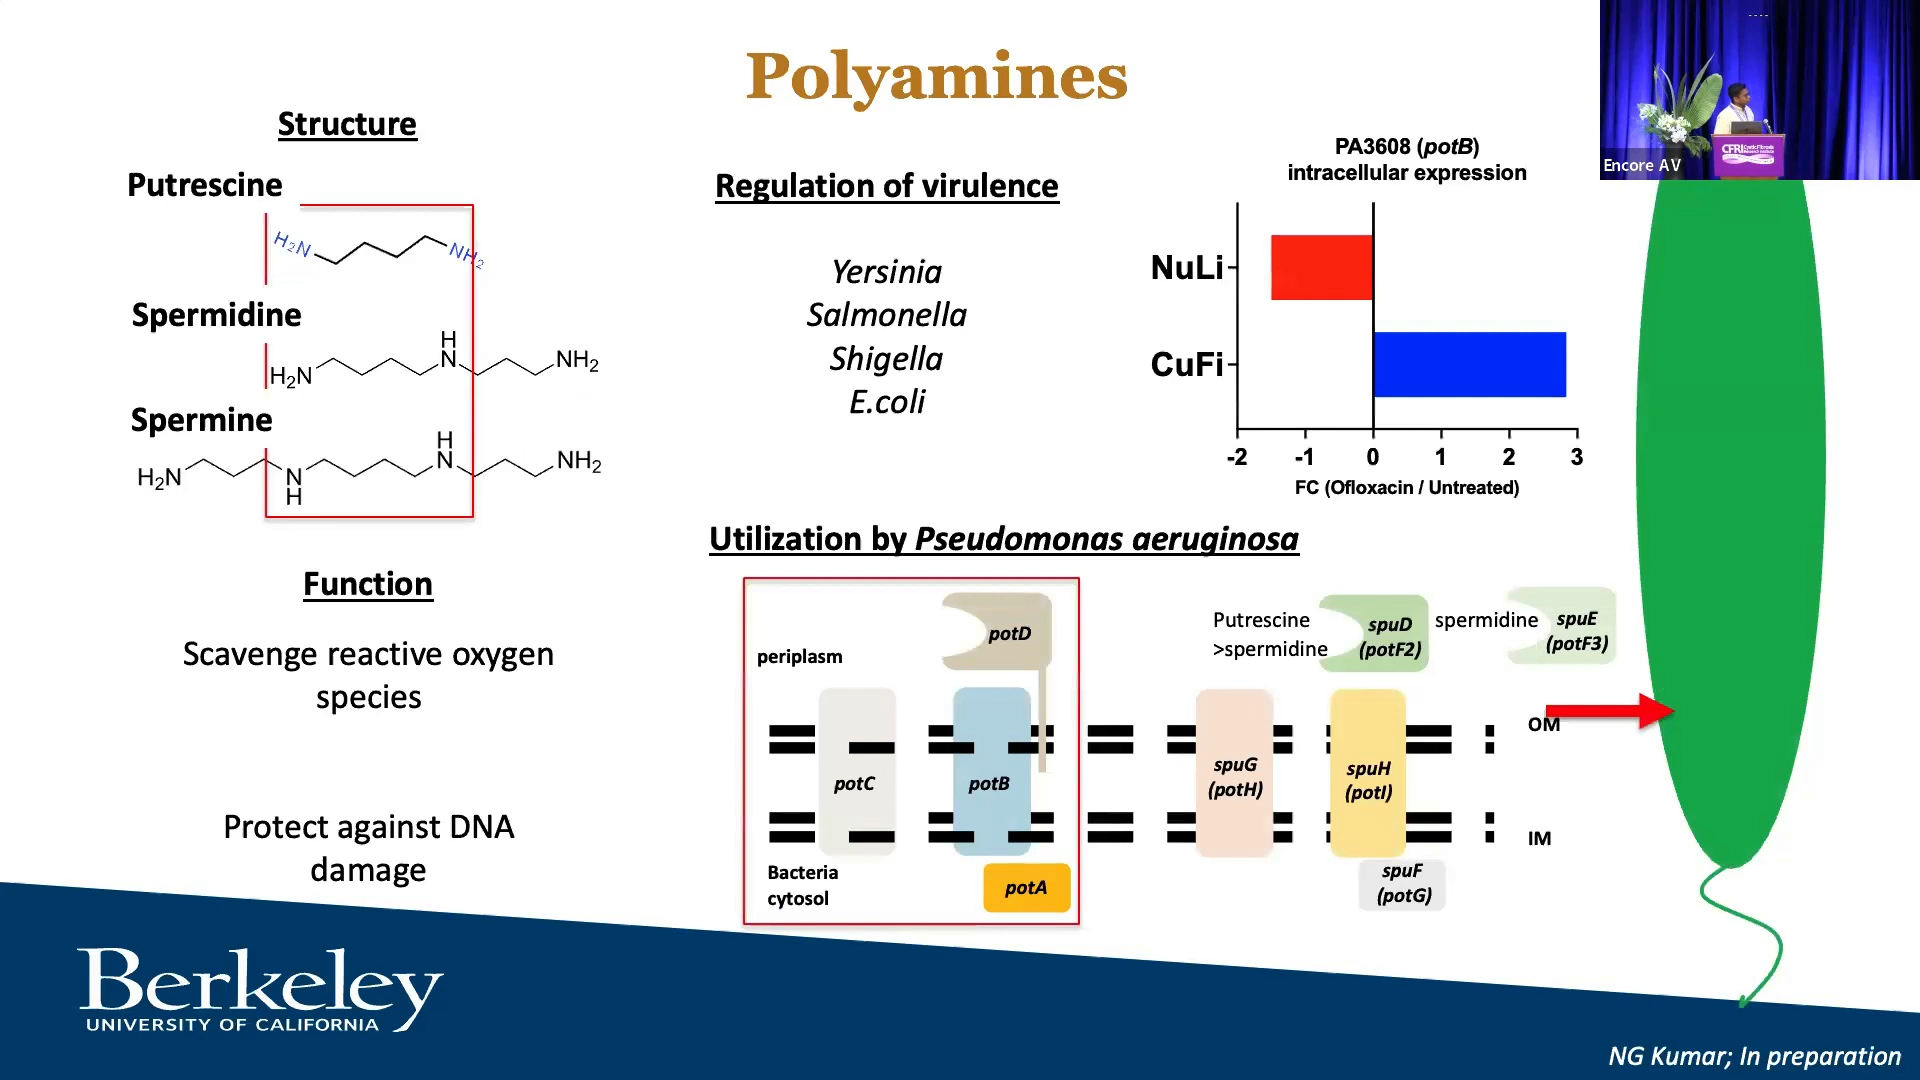 Polyamines
Structure
Putrescine
H2N
NH2
Spermidine
H
H2N
N
NH2
Spermine
H
H2N
N
N
NH2
H
Function
Scavenge reactive oxygen
species
Protect against DNA
damage
Regulation of virulence
Yersinia
Salmonella
Shigella
E.coli
PA3608 (potB)
intracellular expression
NuLi
CuFi
-2 -1 0 1 2 3
FC (Ofloxacin / Untreated)
Utilization by Pseudomonas aeruginosa
potD
periplasm
potC
potB
Bacteria
cytosol
potA
Putrescine
>spermidine
spuD
(potF2)
spermidine
spuE
(potF3)
spuG
(potH)
spuH
(potI)
spuF
(potG)
OM
IM
Encore AV
CFRI
Berkeley
UNIVERSITY OF CALIFORNIA
NG Kumar; In preparation